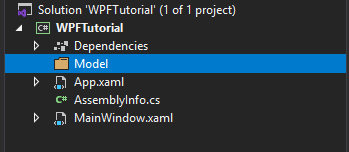 Solution 'WPFTutorial' (1 of 1 project)
C# WPFTutorial
Dependencies
Model
App.xaml
C# AssemblyInfo.cs
MainWindow.xaml